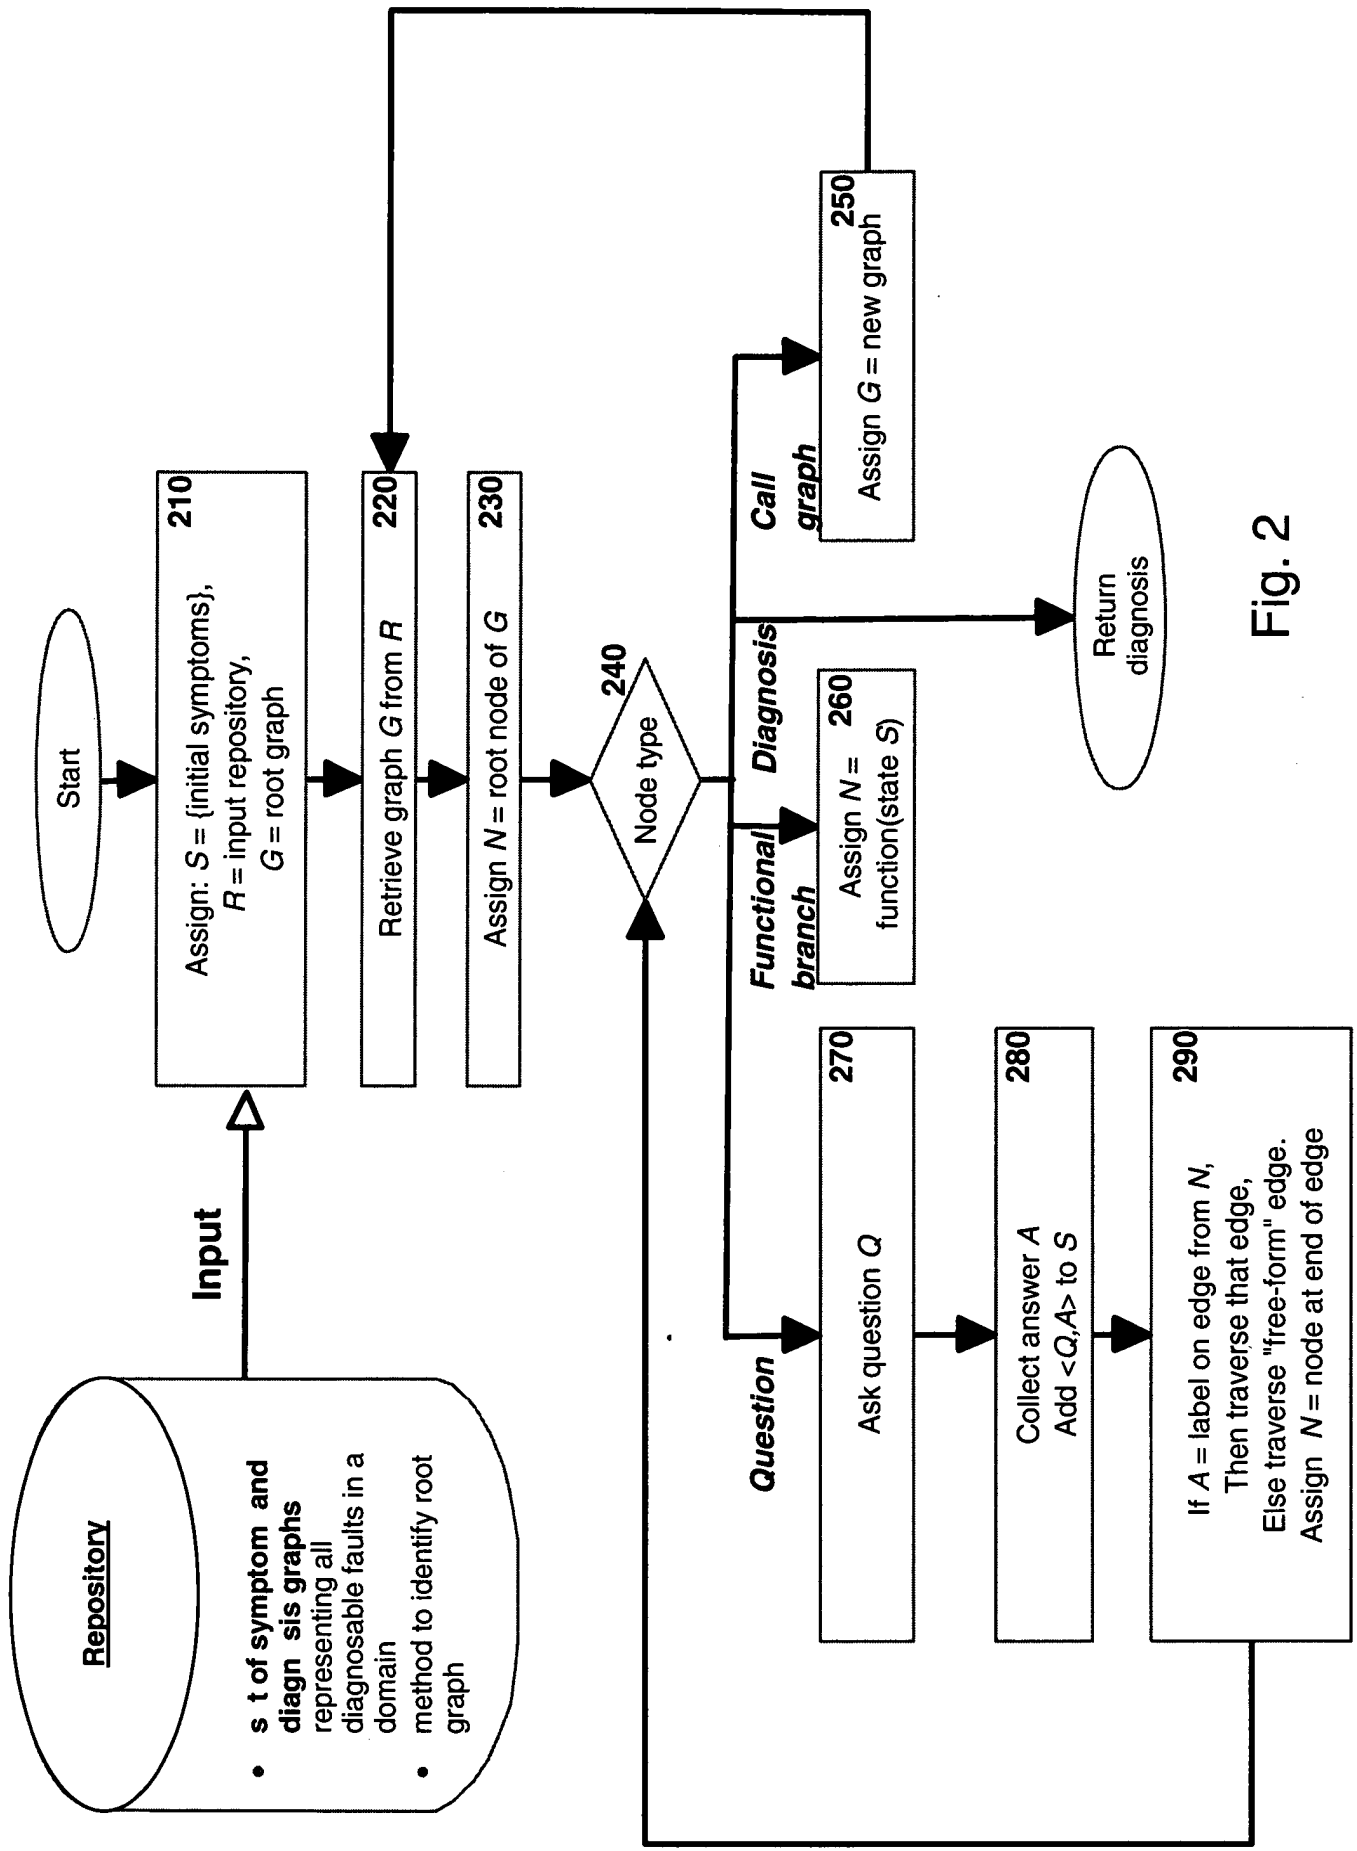 Start
Repository
s t of symptom and
diagn sis graphs
representing all
diagnosable faults in a
domain
method to identify root
graph
Input
210
Assign: S = {initial symptoms},
R = input repository,
G = root graph
220
Retrieve graph G from R
230
Assign N = root node of G
240
Node type
Question
Functional
branch
Diagnosis
Call
graph
270
Ask question Q
260
Assign N =
function(state S)
250
Assign G = new graph
280
Collect answer A
Add <Q,A> to S
Return
diagnosis
290
If A = label on edge from N,
Then traverse that edge,
Else traverse "free-form" edge.
Assign N = node at end of edge
Fig. 2